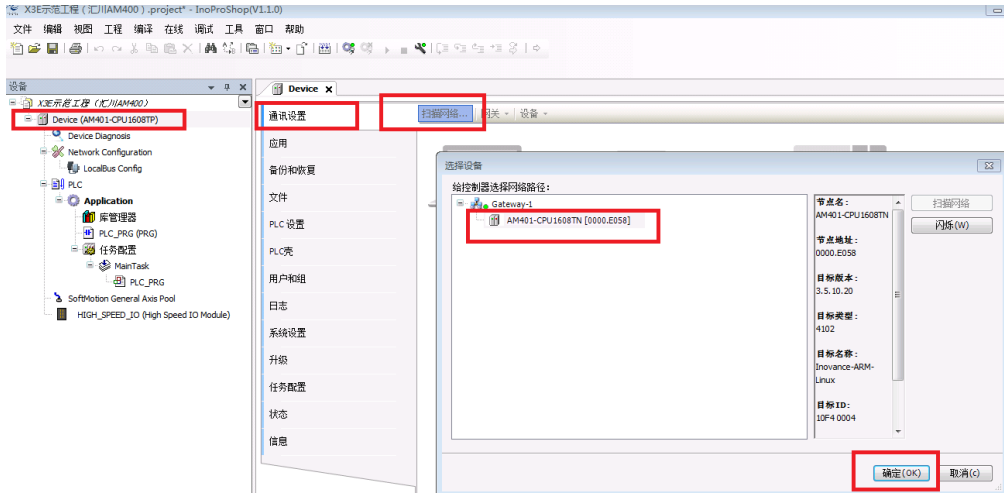 X3E示范工程（汇川AM400）.project* - InoProShop(V1.1.0)
文件 编辑 视图 工程 编译 在线 调试 工具 窗口 帮助
设备
Device
X3E示范工程（汇川AM400）
Device (AM401-CPU1608TP)
Device Diagnosis
Network Configuration
LocalBus Config
PLC
Application
库管理器
PLC_PRG (PRG)
任务配置
MainTask
PLC_PRG
SoftMotion General Axis Pool
HIGH_SPEED_IO (High Speed IO Module)
通讯设置
应用
备份和恢复
文件
PLC 设置
PLC壳
用户和组
日志
系统设置
升级
任务配置
状态
信息
扫描网络... 网关 设备
选择设备
给控制器选择网络路径：
Gateway-1
AM401-CPU1608TN [0000.E058]
节点名：
AM401-CPU1608TN
节点地址：
0000.E058
目标版本：
3.5.10.20
目标类型：
4102
目标名称：
Inovance-ARM-
Linux
目标ID：
10F4 0004
扫描网络
闪烁(W)
确定(OK) 取消(c)